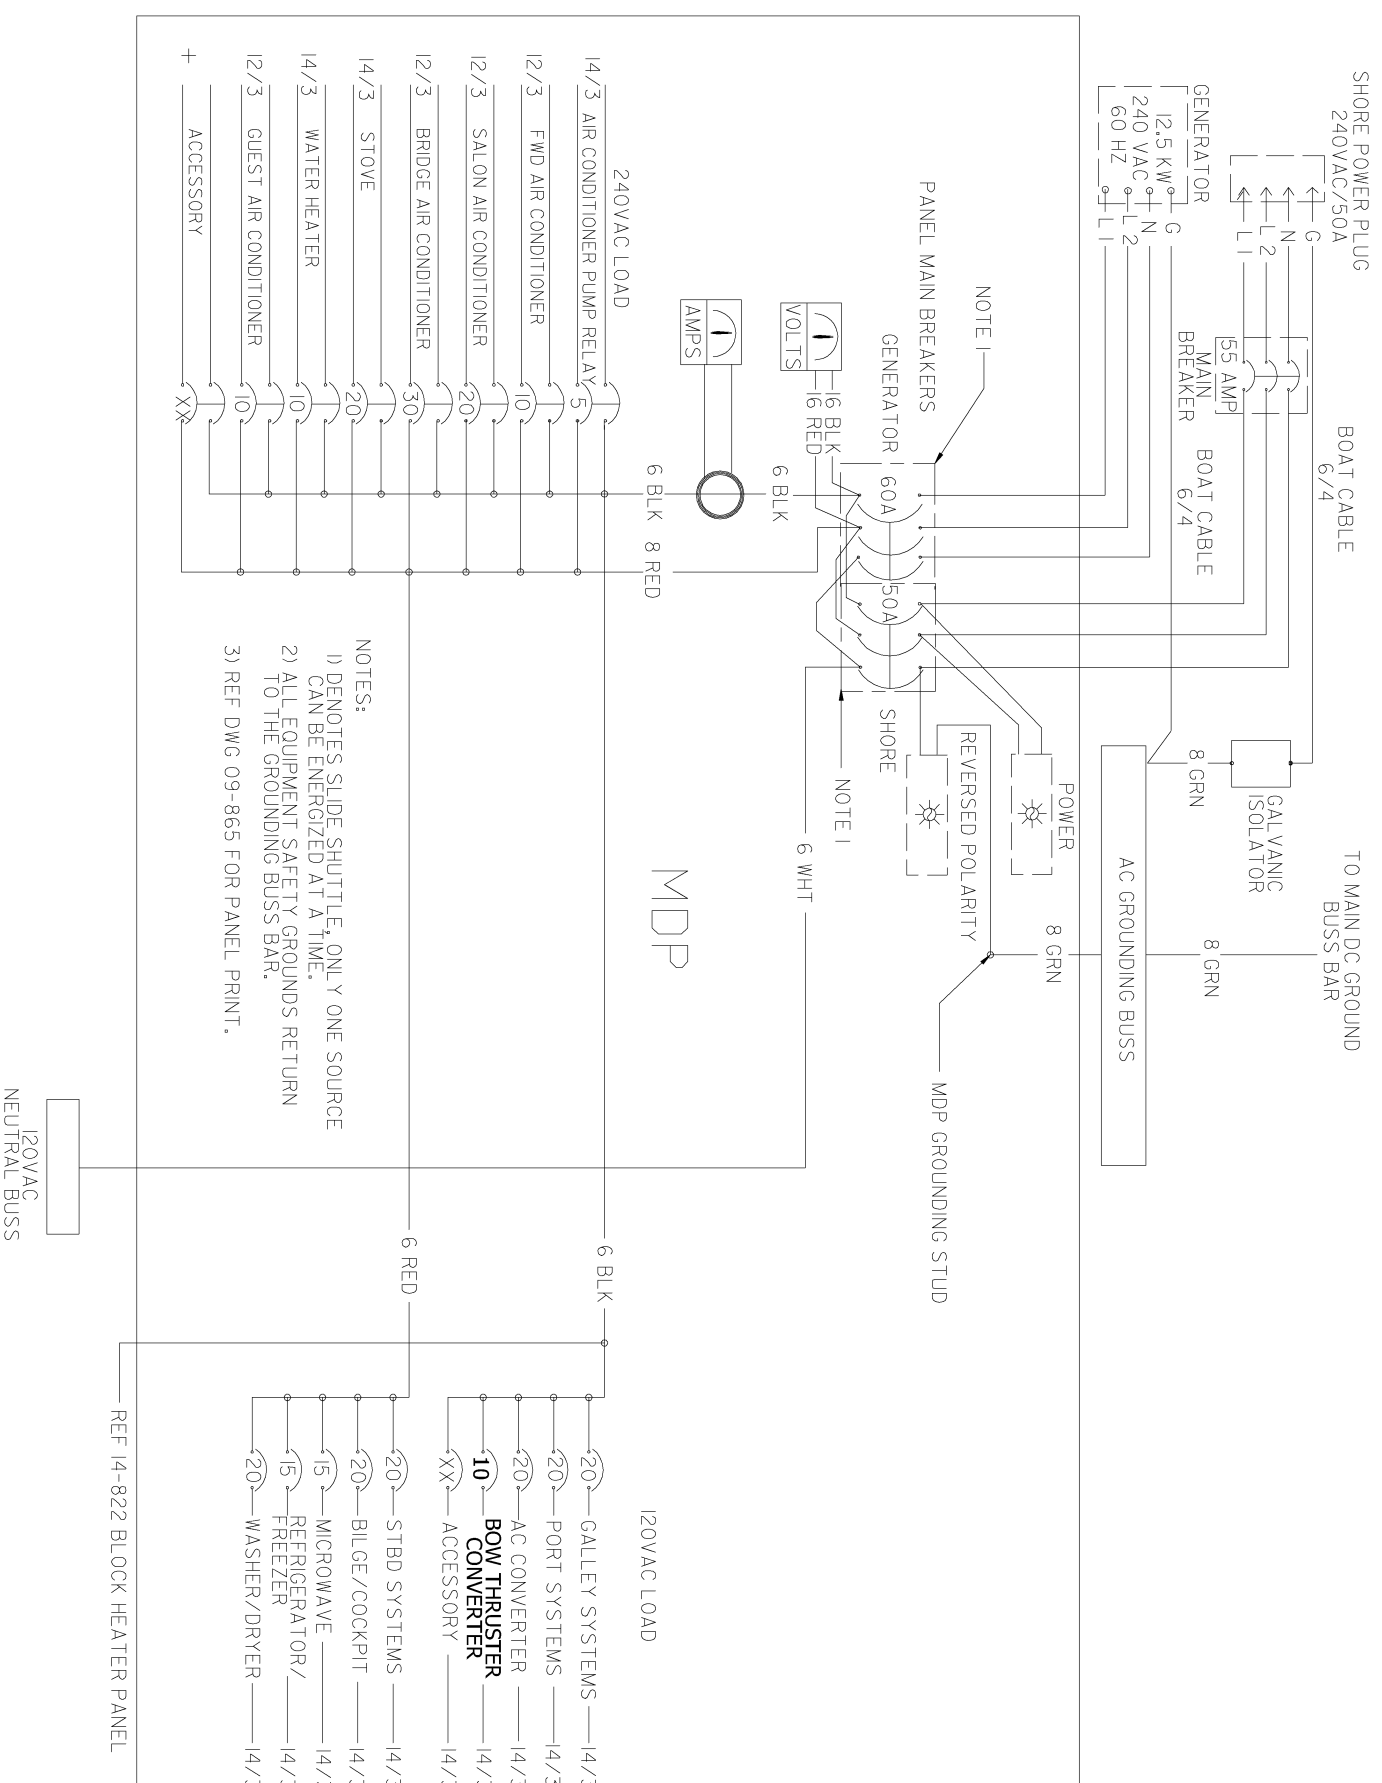 SHORE POWER PLUG
240VAC/50A
G
N
L 2
L 1
GENERATOR
12.5 KW
240 VAC
60 HZ
G
N
L 2
L 1
55 AMP
MAIN
BREAKER
BOAT CABLE
6/4
BOAT CABLE
6/4
GALVANIC
ISOLATOR
8 GRN
TO MAIN DC GROUND
BUSS BAR
8 GRN
AC GROUNDING BUSS
8 GRN
PANEL MAIN BREAKERS
NOTE 1
GENERATOR
60A
50A
SHORE
NOTE 1
POWER
REVERSED POLARITY
MDP GROUNDING STUD
VOLTS
16 BLK
16 RED
AMPS
6 BLK
6 BLK
8 RED
6 WHT
MDP
240VAC LOAD
14/3 AIR CONDITIONER PUMP RELAY 5
12/3 FWD AIR CONDITIONER 10
12/3 SALON AIR CONDITIONER 20
12/3 BRIDGE AIR CONDITIONER 30
14/3 STOVE 20
14/3 WATER HEATER 10
12/3 GUEST AIR CONDITIONER 10
+ ACCESSORY XX
NOTES:
1) DENOTES SLIDE SHUTTLE, ONLY ONE SOURCE
CAN BE ENERGIZED AT A TIME.
2) ALL EQUIPMENT SAFETY GROUNDS RETURN
TO THE GROUNDING BUSS BAR.
3) REF DWG 09-865 FOR PANEL PRINT.
120VAC
NEUTRAL BUSS
6 BLK
6 RED
120VAC LOAD
20 GALLEY SYSTEMS
20 PORT SYSTEMS
20 AC CONVERTER
10 BOW THRUSTER
CONVERTER
XX ACCESSORY
20 STBD SYSTEMS
20 BILGE/COCKPIT
15 MICROWAVE
15 REFRIGERATOR/
FREEZER
20 WASHER/DRYER
REF 14-822 BLOCK HEATER PANEL